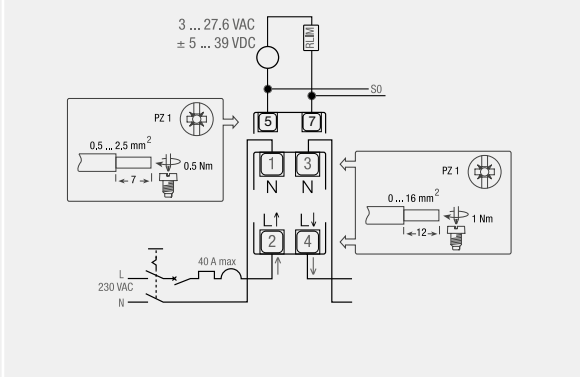 3 ... 27.6 VAC
± 5 ... 39 VDC
RLIM
S0
5 7
PZ 1
0,5 ... 2,5 mm²
0.5 Nm
7
1 3
N N
PZ 1
0 ... 16 mm²
1 Nm
12
L↑ L↓
2 4
40 A max
L
230 VAC
N